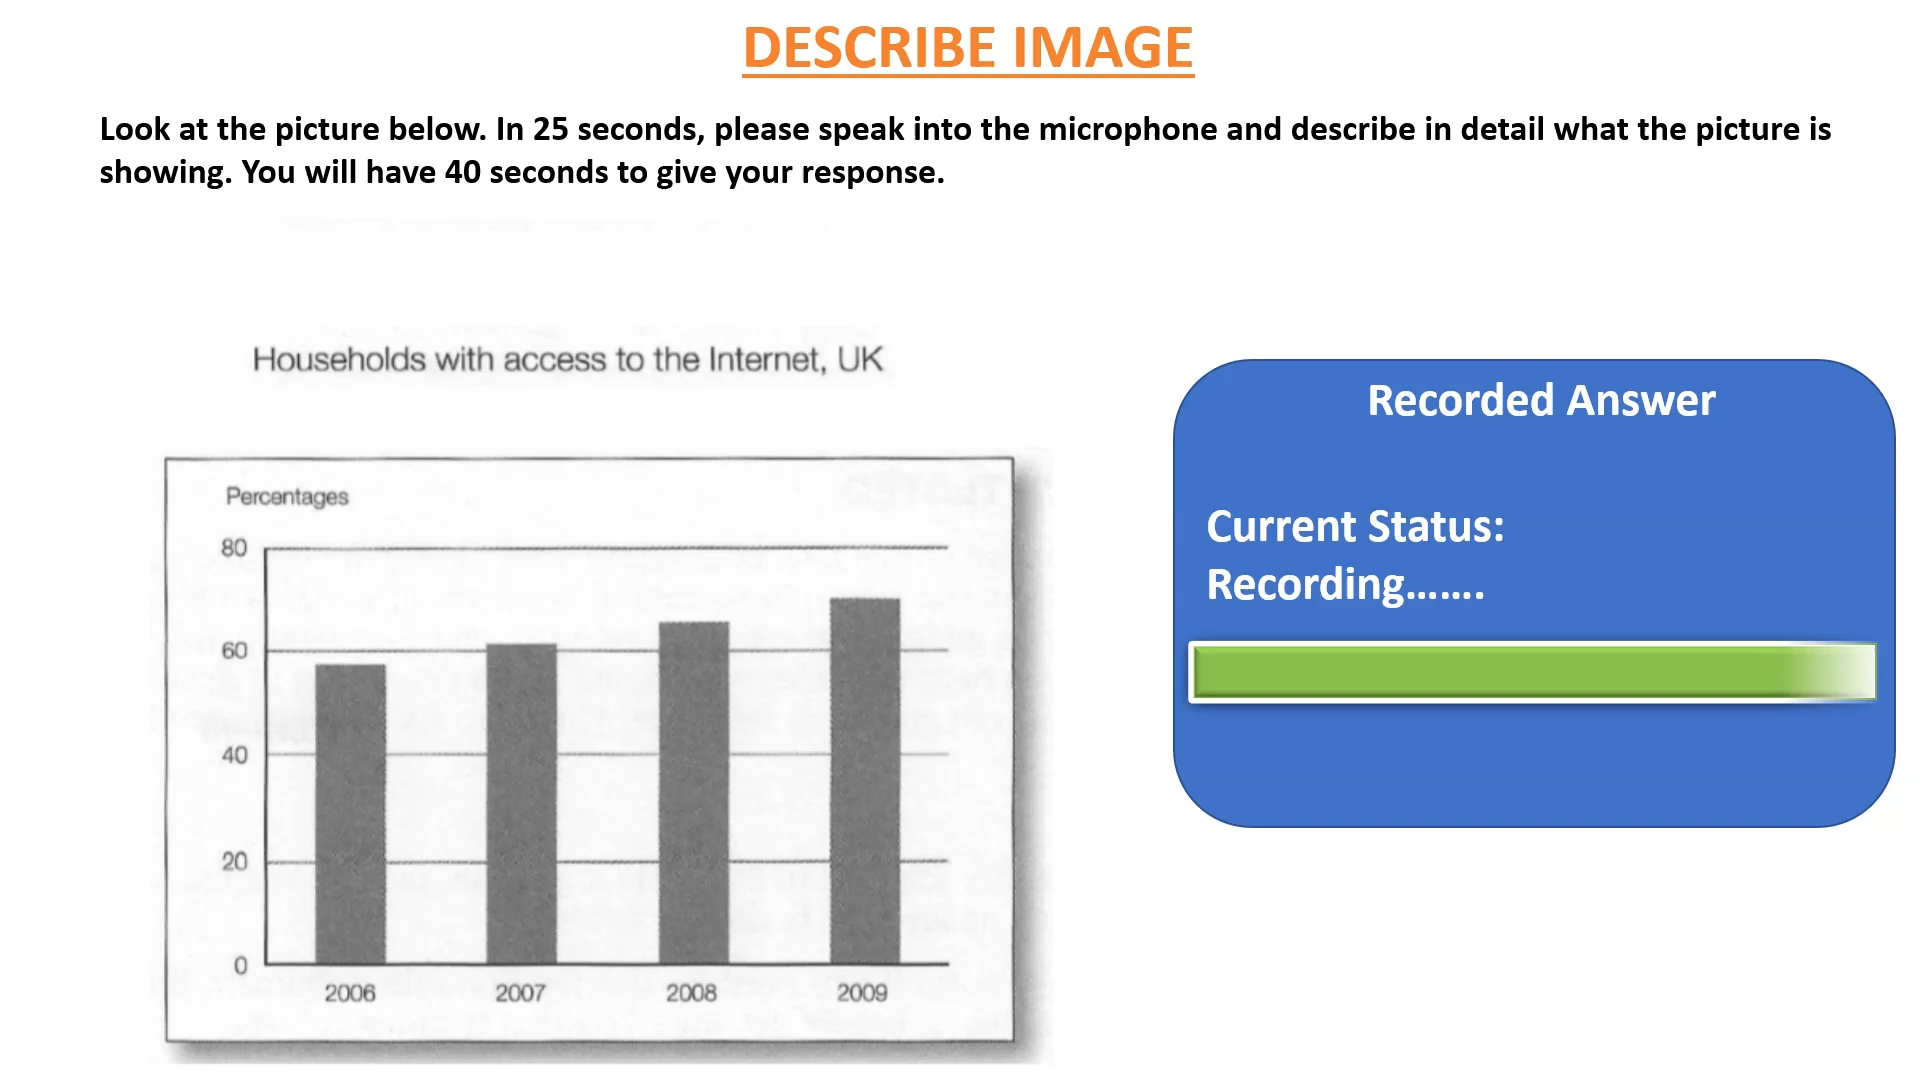 DESCRIBE IMAGE
Look at the picture below. In 25 seconds, please speak into the microphone and describe in detail what the picture is
showing. You will have 40 seconds to give your response.
Households with access to the Internet, UK
Percentages
80
60
40
20
0
2006 2007 2008 2009
Recorded Answer
Current Status:
Recording.......